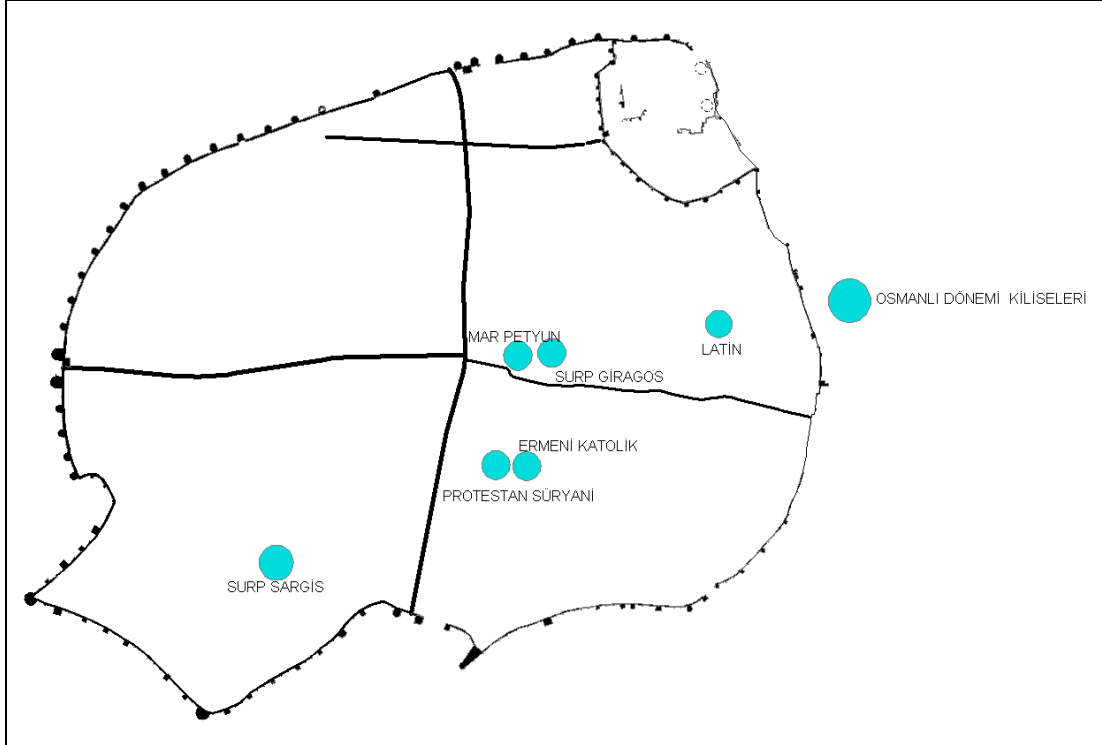 OSMANLI DÖNEMİ KİLİSELERİ
MAR PETYUN
LATİN
SURP GİRAGOS
ERMENİ KATOLİK
PROTESTAN SÜRYANİ
SURP SARGİS